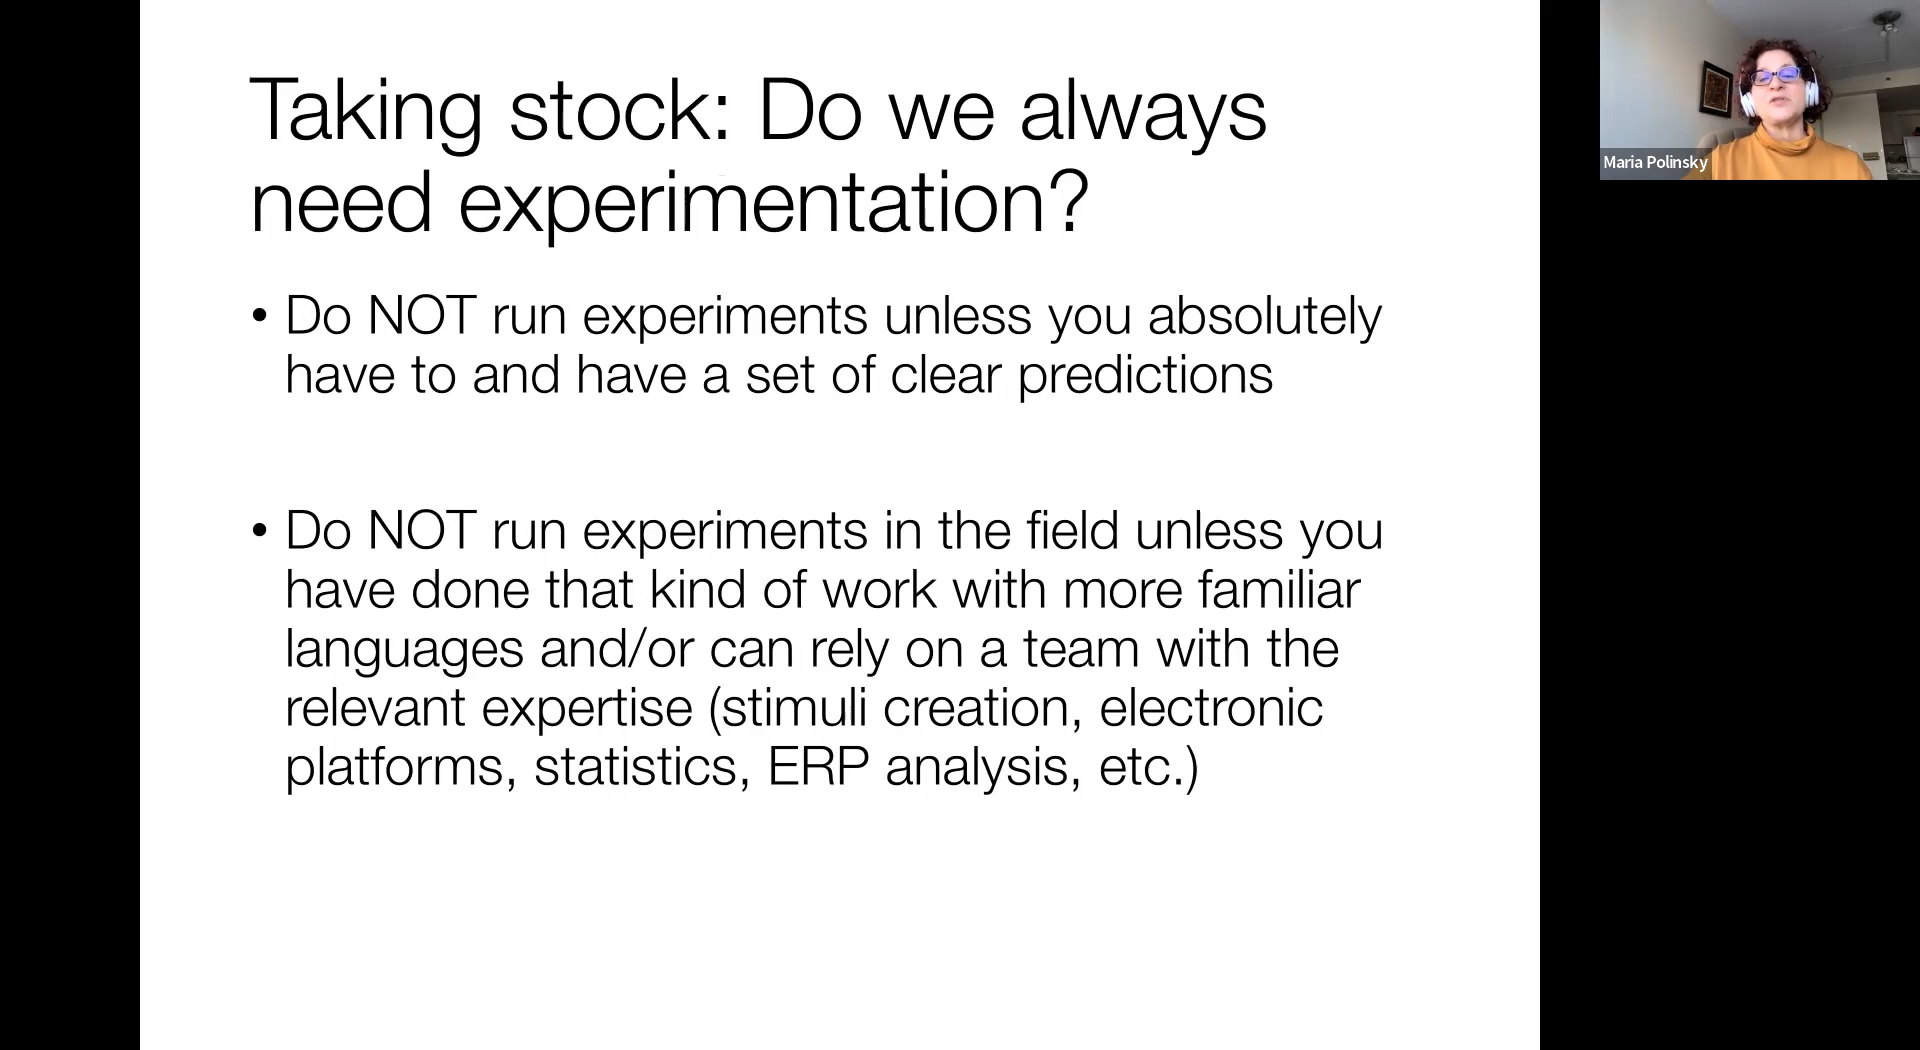 Taking stock: Do we always
need experimentation?
• Do NOT run experiments unless you absolutely
have to and have a set of clear predictions
• Do NOT run experiments in the field unless you
have done that kind of work with more familiar
languages and/or can rely on a team with the
relevant expertise (stimuli creation, electronic
platforms, statistics, ERP analysis, etc.)
Maria Polinsky